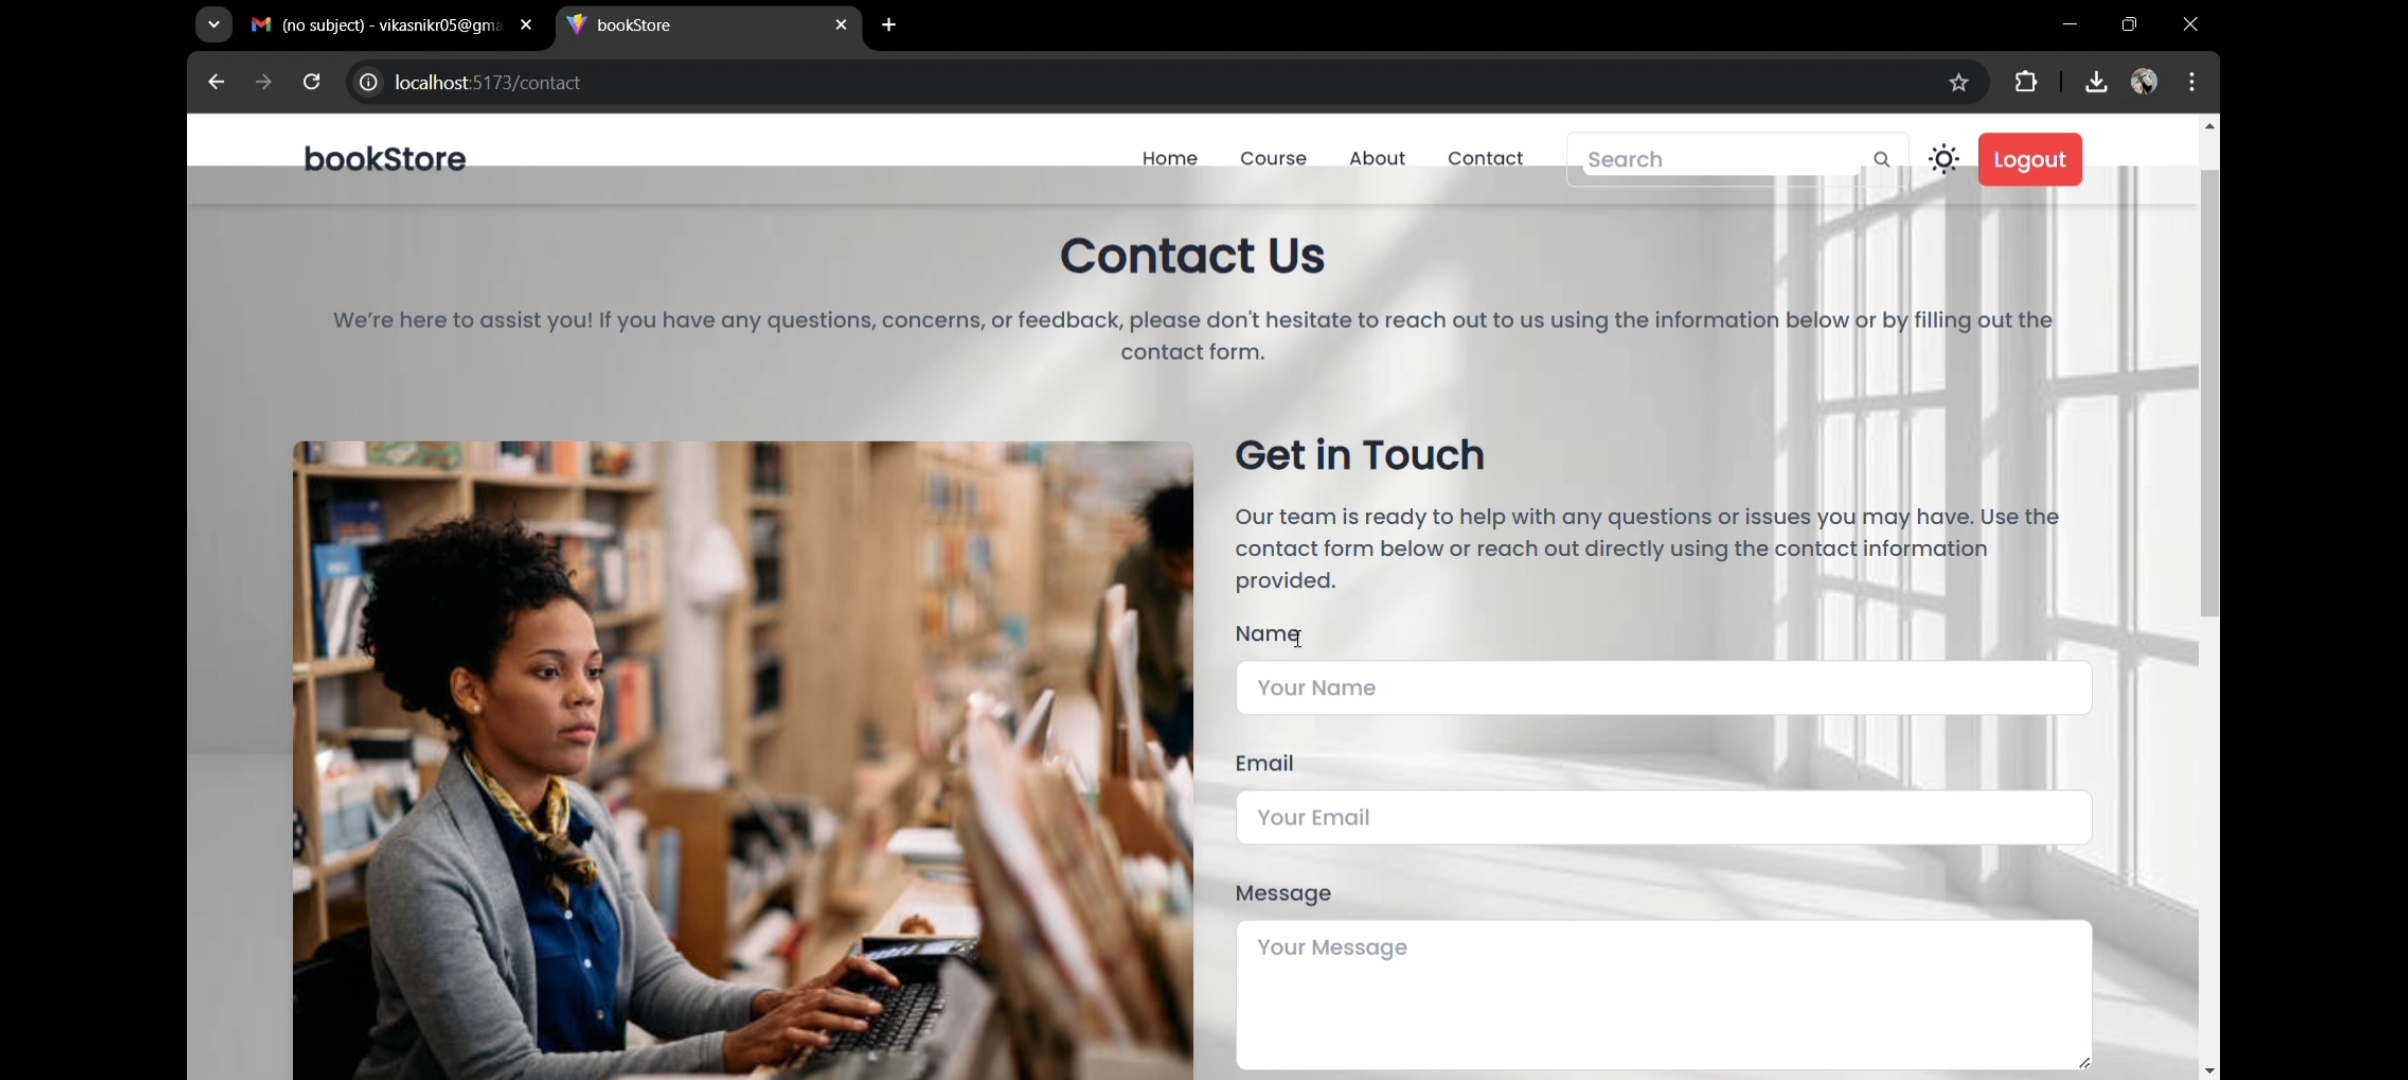 (no subject) - vikasnikr05@gma
bookStore
localhost:5173/contact
bookStore
Home
Course
About
Contact
Search
Logout
Contact Us
We're here to assist you! If you have any questions, concerns, or feedback, please don't hesitate to reach out to us using the information below or by filling out the
contact form.
Get in Touch
Our team is ready to help with any questions or issues you may have. Use the
contact form below or reach out directly using the contact information
provided.
Name
Your Name
Email
Your Email
Message
Your Message